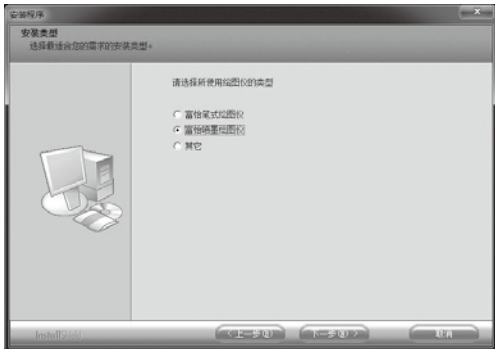 安装程序
安装类型
选择最适合您的需求的安装类型。
请选择所使用绘图仪的类型
富怡笔式绘图仪
富怡喷墨绘图仪
其它
InstallShield
< 上一步(B)
下一步(N) >
取消